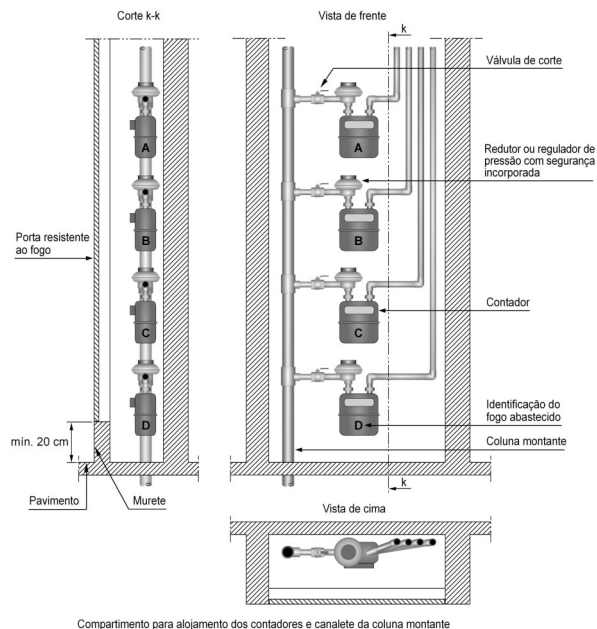 Corte k-k
Vista de frente
k
Válvula de corte
A
A
Redutor ou regulador de
pressão com segurança
incorporada
B
B
Porta resistente
ao fogo
Contador
C
C
Identificação do
fogo abastecido
D
D
mín. 20 cm
Coluna montante
Pavimento
Murete
k
Vista de cima
Compartimento para alojamento dos contadores e canalete da coluna montante